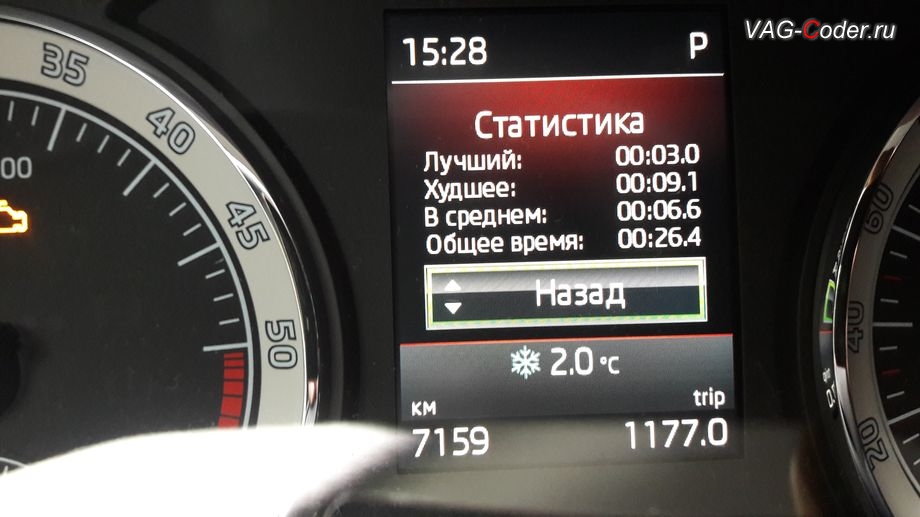 VAG-Coder.ru
15:28 P
Статистика
Лучший: 00:03.0
Худшее: 00:09.1
В среднем: 00:06.6
Общее время: 00:26.4
Назад
2.0 °C
км trip
7159 1177.0
35
40
45
50
00
60
40
20